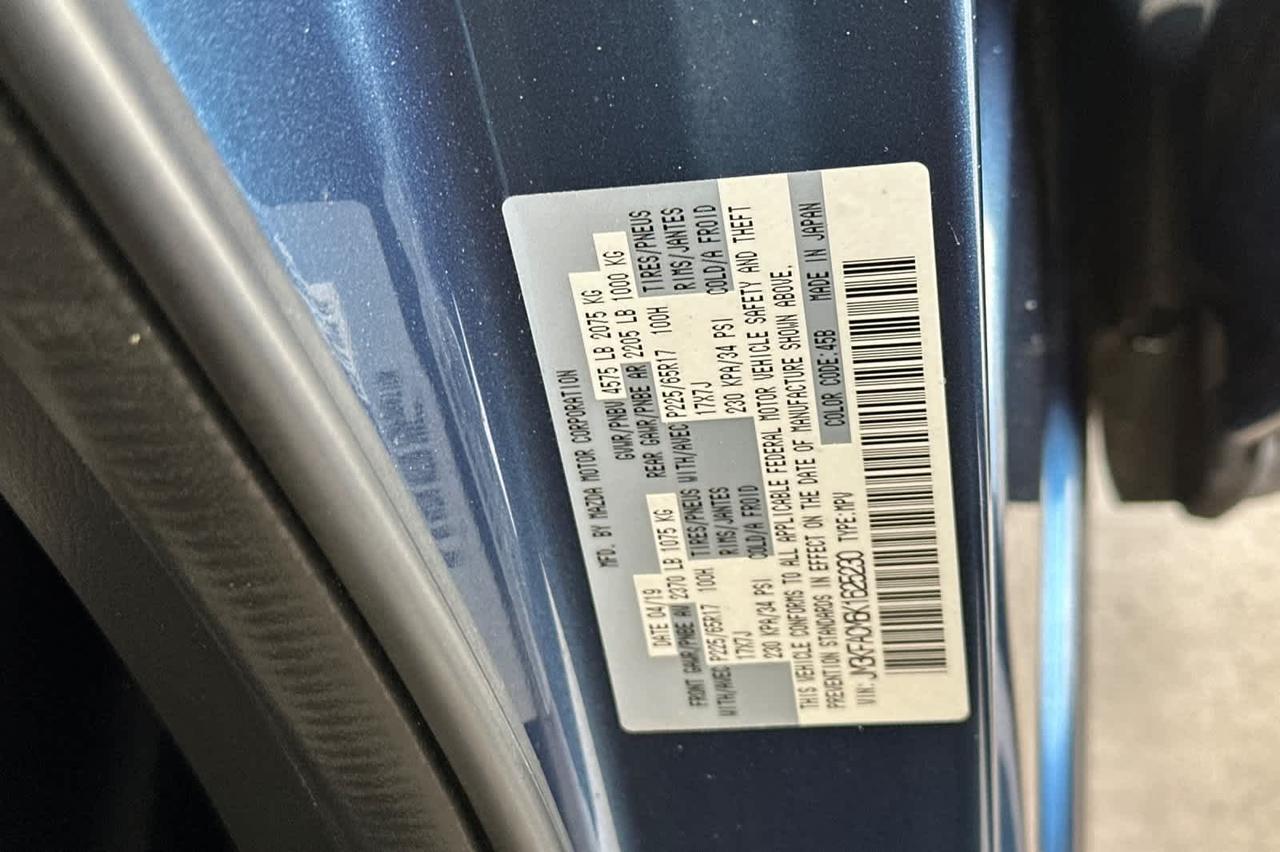 MFD. BY MAZDA MOTOR CORPORATION
DATE 04/19 GVWR/PNBV 4575 LB 2075 KG
FRONT GAWR/PNBE AV 2370 LB 1075 KG REAR GAWR/PNBE AR 2205 LB 1000 KG
WITH/AVEC P225/65R17 100H TIRES/PNEUS WITH/AVEC P225/65R17 100H TIRES/PNEUS
17X7J RIMS/JANTES 17X7J RIMS/JANTES
230 KPA/34 PSI COLD/A FROID 230 KPA/34 PSI COLD/A FROID
THIS VEHICLE CONFORMS TO ALL APPLICABLE FEDERAL MOTOR VEHICLE SAFETY AND THEFT
PREVENTION STANDARDS IN EFFECT ON THE DATE OF MANUFACTURE SHOWN ABOVE.
VIN: JM3KFACM6K1625230 TYPE:MPV COLOR CODE:45B MADE IN JAPAN